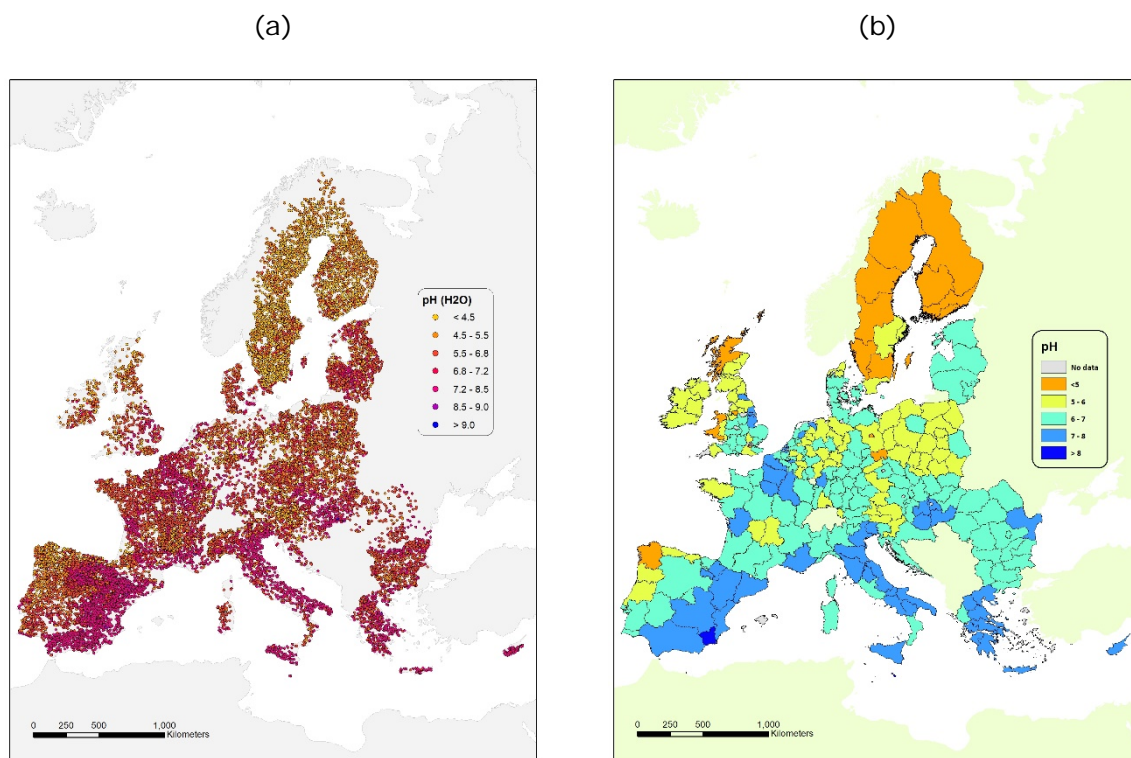 (a)
(b)
pH (H2O)
< 4.5
4.5 - 5.5
5.5 - 6.8
6.8 - 7.2
7.2 - 8.5
8.5 - 9.0
> 9.0
0 250 500 1,000
Kilometers
pH
No data
<5
5 - 6
6 - 7
7 - 8
> 8
0 250 500 1,000
Kilometers